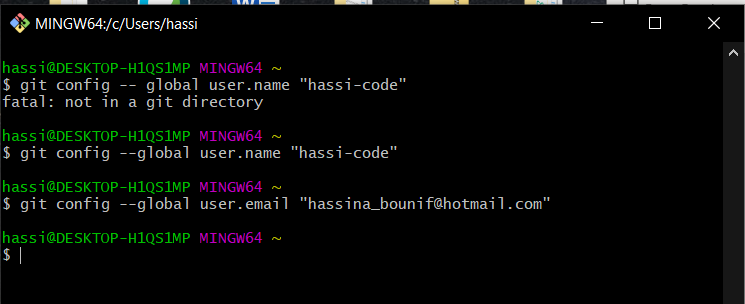 MINGW64:/c/Users/hassi
hassi@DESKTOP-H1QS1MP MINGW64 ~
$ git config -- global user.name "hassi-code"
fatal: not in a git directory
hassi@DESKTOP-H1QS1MP MINGW64 ~
$ git config --global user.name "hassi-code"
hassi@DESKTOP-H1QS1MP MINGW64 ~
$ git config --global user.email "hassina_bounif@hotmail.com"
hassi@DESKTOP-H1QS1MP MINGW64 ~
$